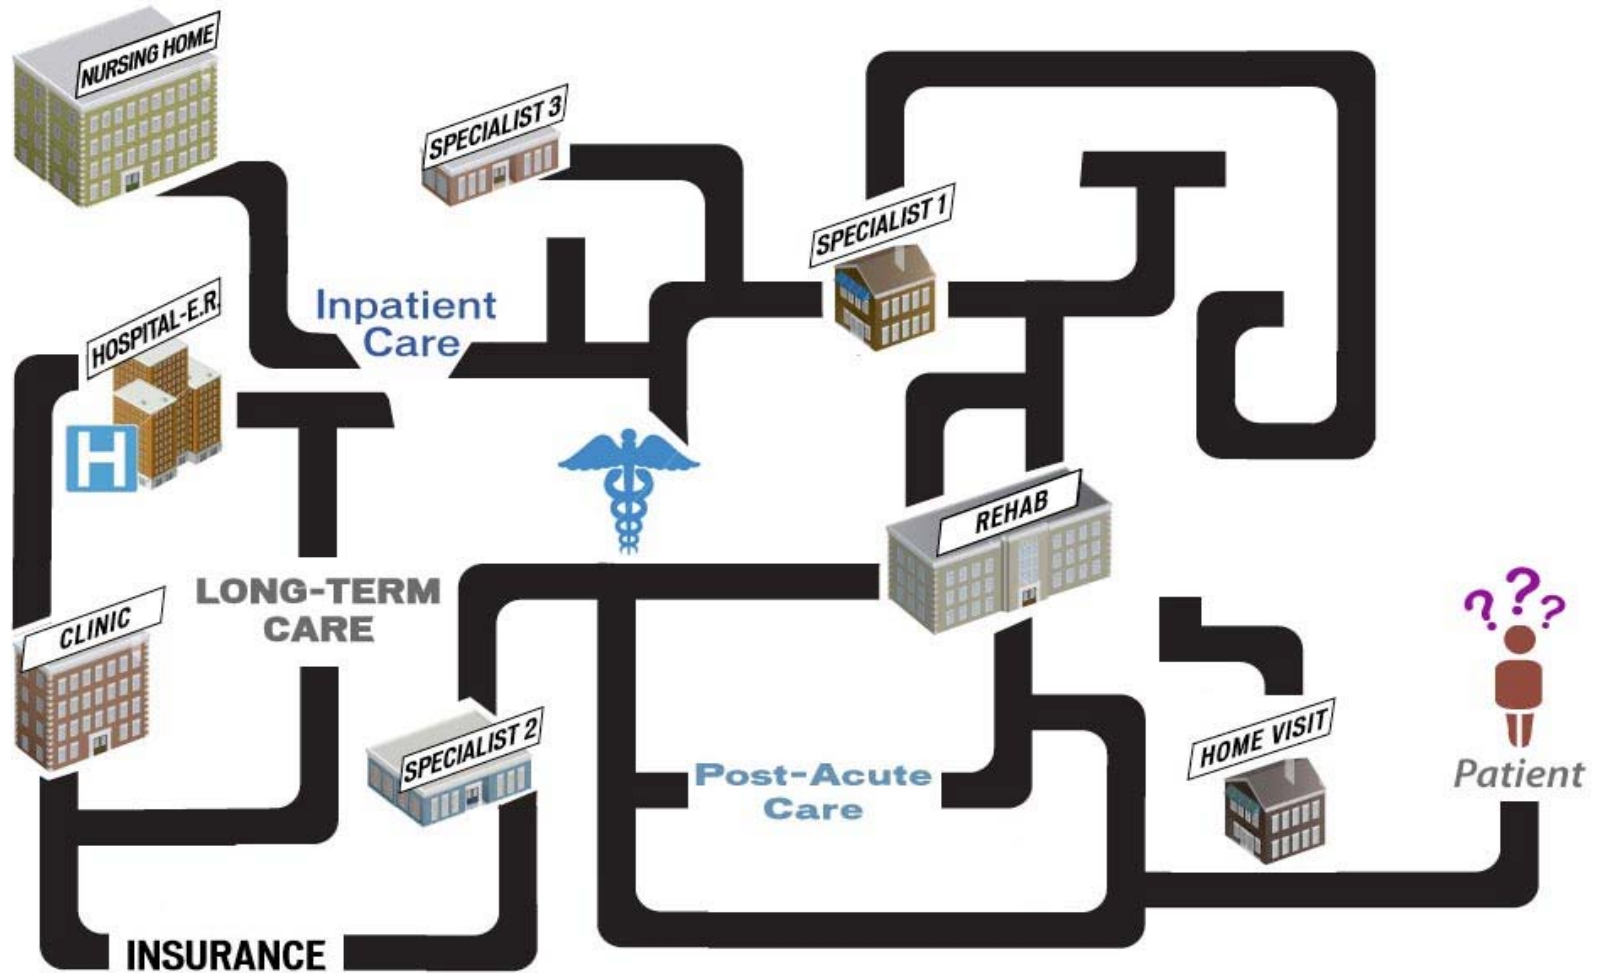 NURSING HOME
SPECIALIST 3
SPECIALIST 1
HOSPITAL-E.R.
Inpatient
Care
H
REHAB
CLINIC
LONG-TERM
CARE
? ? ?
SPECIALIST 2
HOME VISIT
Post-Acute
Care
Patient
INSURANCE